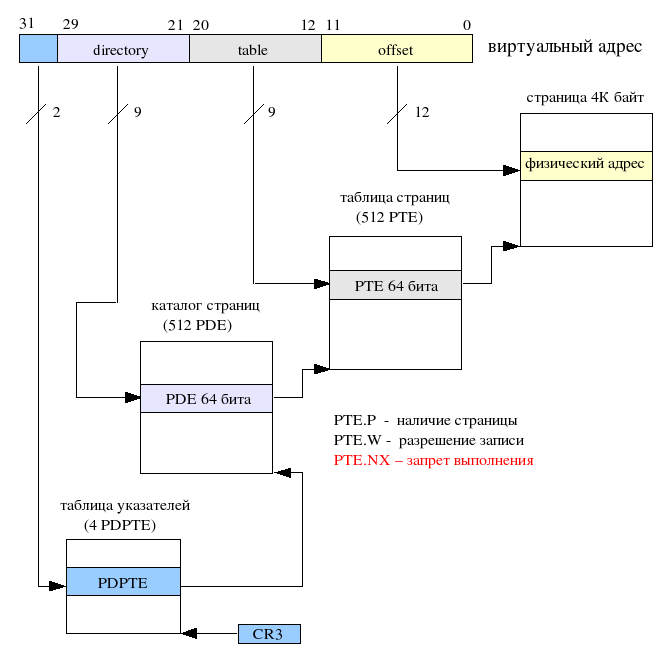 31 29 21 20 12 11 0
directory table offset виртуальный адрес
2 9 9 12
страница 4К байт
физический адрес
таблица страниц
(512 PTE)
PTE 64 бита
каталог страниц
(512 PDE)
PDE 64 бита
PTE.P - наличие страницы
PTE.W - разрешение записи
PTE.NX – запрет выполнения
таблица указателей
(4 PDPTE)
PDPTE
CR3